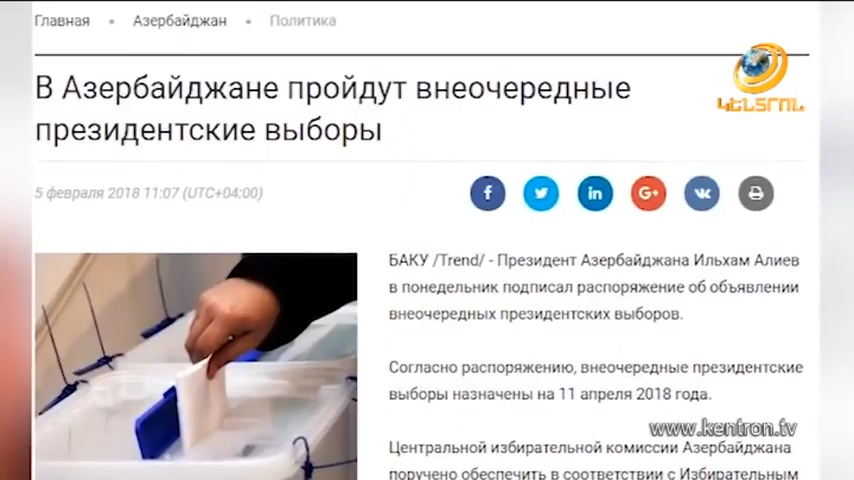 Главная • Азербайджан • Политика
В Азербайджане пройдут внеочередные
президентские выборы
ԿԵՆՏՐՈՆ
5 февраля 2018 11:07 (UTC+04:00)
БАКУ /Trend/ - Президент Азербайджана Ильхам Алиев
в понедельник подписал распоряжение об объявлении
внеочередных президентских выборов.
Согласно распоряжению, внеочередные президентские
выборы назначены на 11 апреля 2018 года.
www.kentron.tv
Центральной избирательной комиссии Азербайджана
поручено обеспечить в соответствии с Избирательным